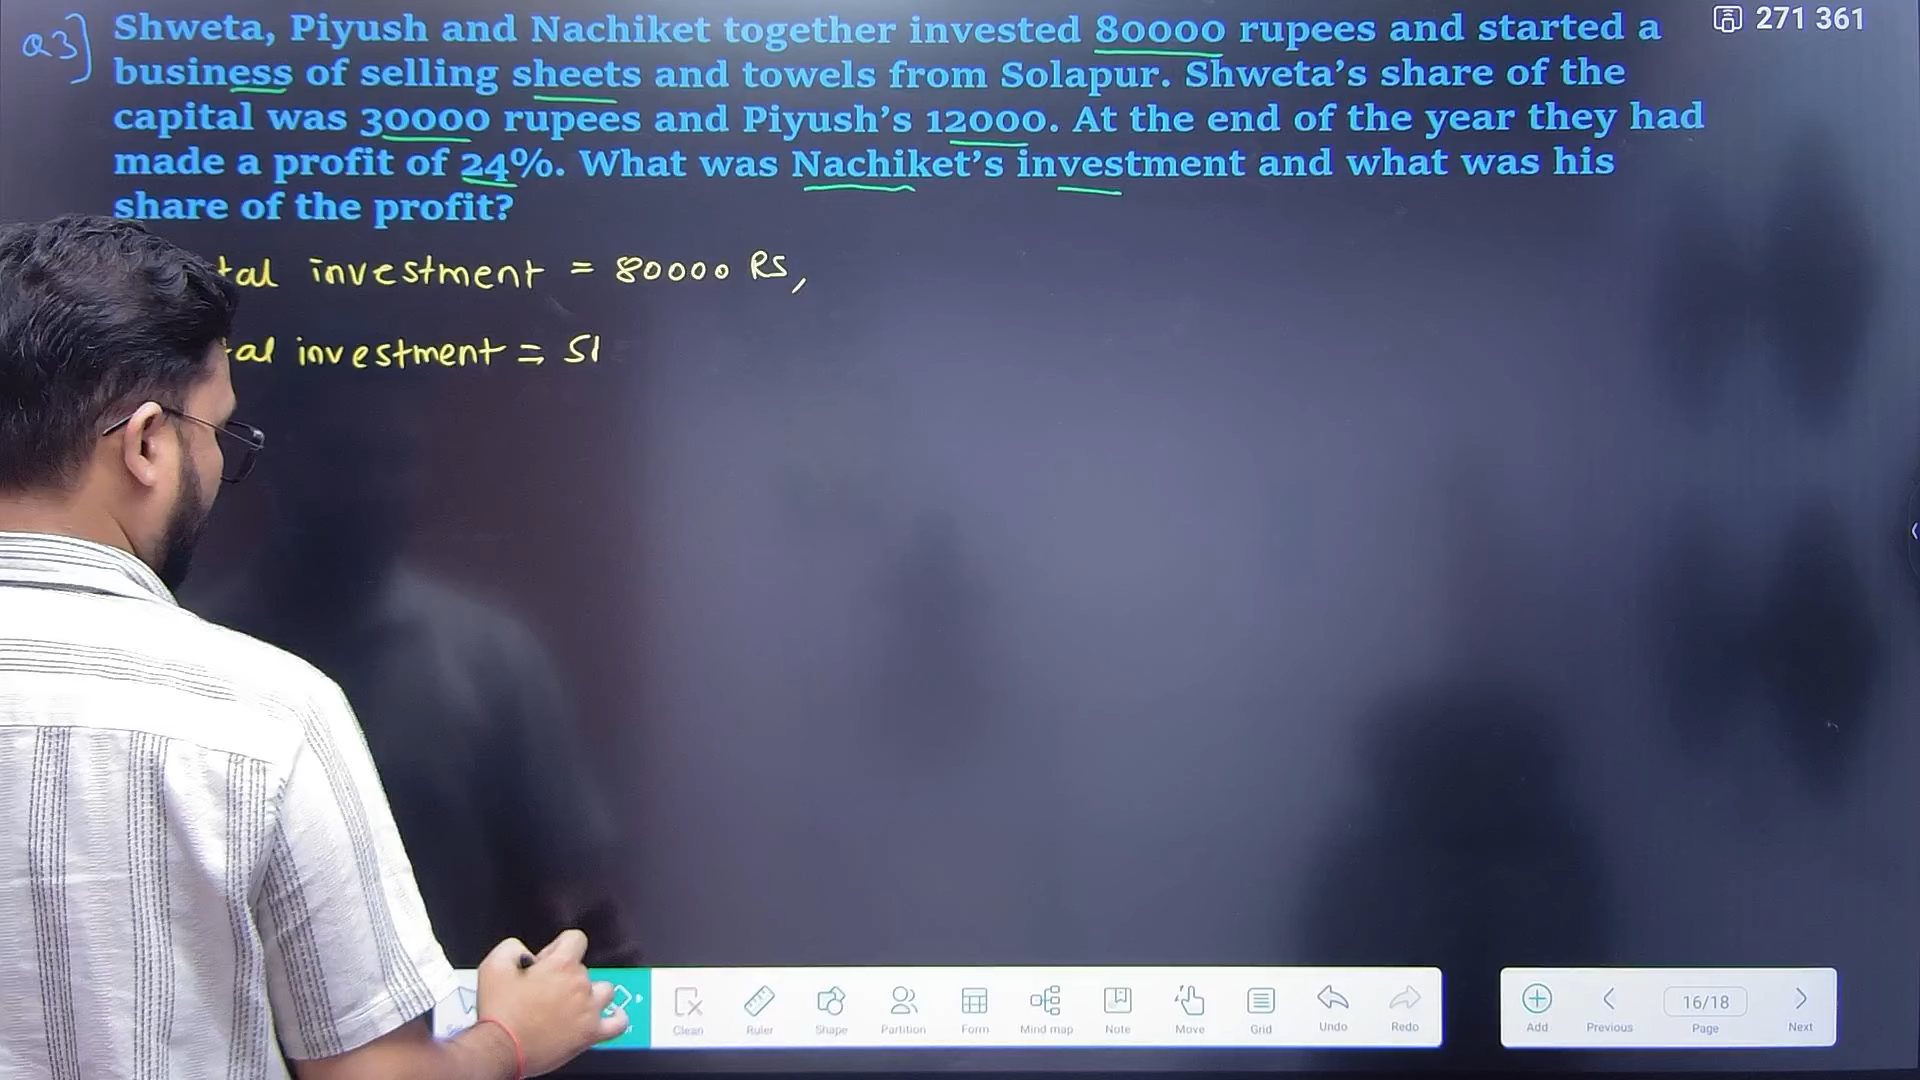 Q3] Shweta, Piyush and Nachiket together invested 80000 rupees and started a
business of selling sheets and towels from Solapur. Shweta's share of the
capital was 30000 rupees and Piyush's 12000. At the end of the year they had
made a profit of 24%. What was Nachiket's investment and what was his
share of the profit?
271 361
tal investment = 80000 RS,
tal investment = S
Clean Ruler Shape Partition Form Mind map Note Move Grid Undo Redo
Add Previous 16/18 Page Next